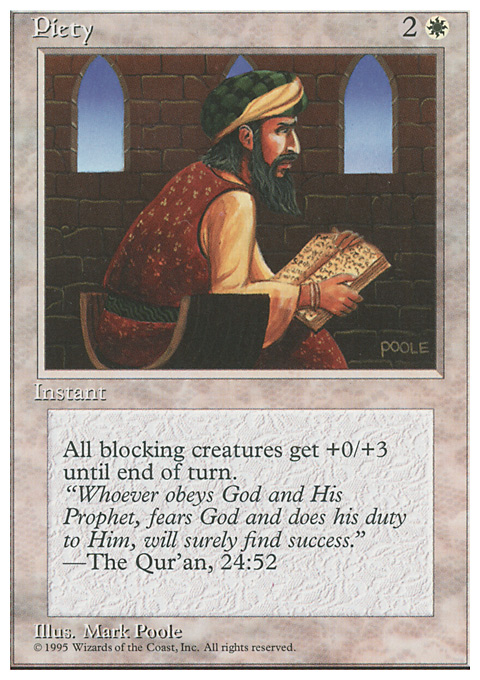 Piety 2
POOLE
Instant
All blocking creatures get +0/+3
until end of turn.
“Whoever obeys God and His
Prophet, fears God and does his duty
to Him, will surely find success.”
—The Qur’an, 24:52
Illus. Mark Poole
© 1995 Wizards of the Coast, Inc. All rights reserved.